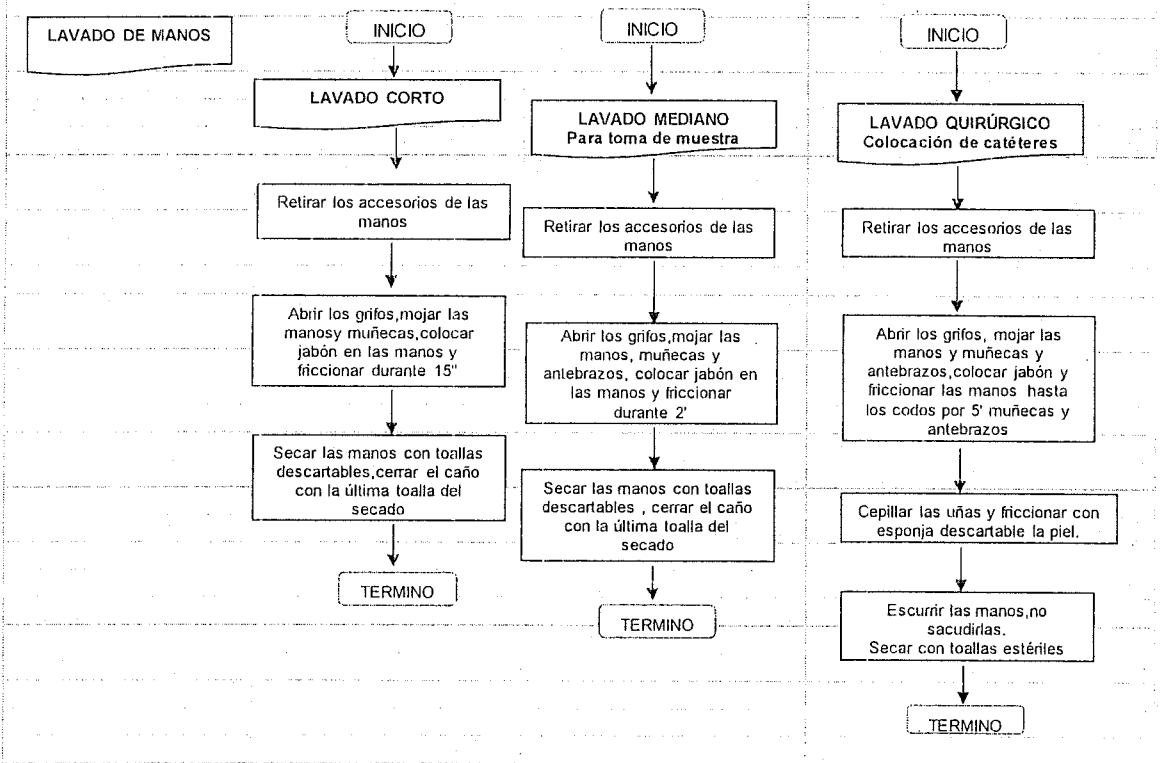 LAVADO DE MANOS
INICIO
LAVADO CORTO
Retirar los accesorios de las
manos
Abrir los grifos,mojar las
manosy muñecas,colocar
jabón en las manos y
friccionar durante 15"
Secar las manos con toallas
descartables,cerrar el caño
con la última toalla del
secado
TERMINO
INICIO
LAVADO MEDIANO
Para toma de muestra
Retirar los accesorios de las
manos
Abrir los grifos,mojar las
manos, muñecas y
antebrazos, colocar jabón en
las manos y friccionar
durante 2'
Secar las manos con toallas
descartables , cerrar el caño
con la última toalla del
secado
TERMINO
INICIO
LAVADO QUIRÚRGICO
Colocación de catéteres
Retirar los accesorios de las
manos
Abrir los grifos, mojar las
manos y muñecas y
antebrazos,colocar jabón y
friccionar las manos hasta
los codos por 5' muñecas y
antebrazos
Cepillar las uñas y friccionar con
esponja descartable la piel.
Escurrir las manos,no
sacudirlas.
Secar con toallas estériles
TERMINO